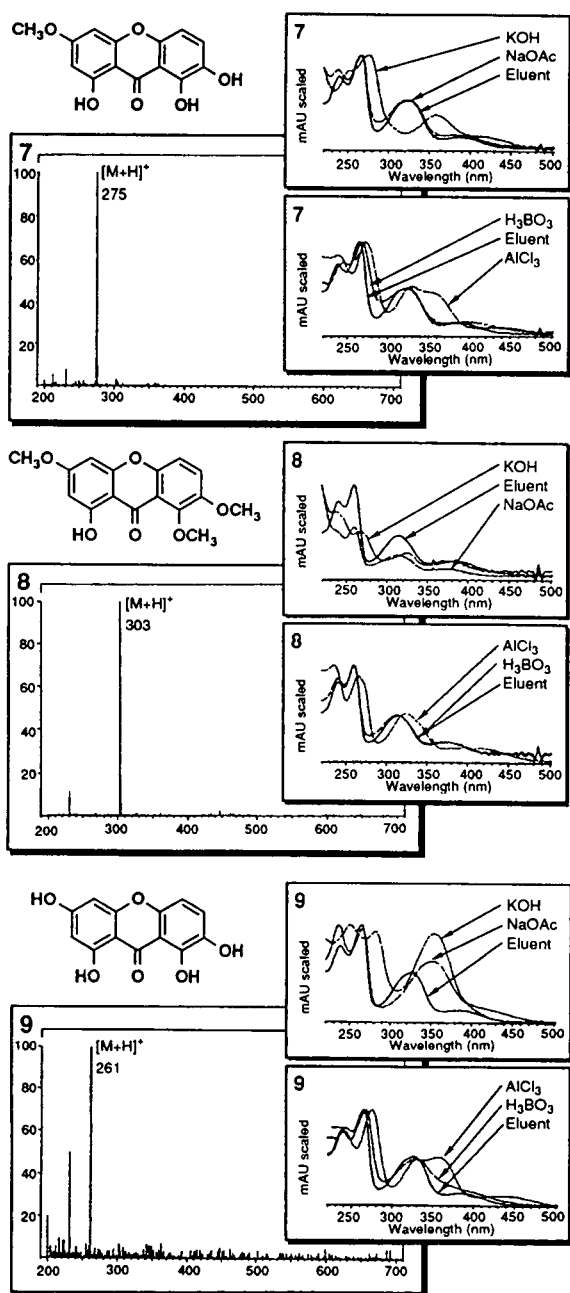 CH₃O
O
OH
HO
O
OH
7
[M+H]⁺
275
100
80
60
40
20
300
400
500
600
700
7
mAU scaled
KOH
NaOAc
Eluent
250 300 350 400 450 500
Wavelength (nm)
7
mAU scaled
H₃BO₃
Eluent
AlCl₃
250 300 350 400 450 500
Wavelength (nm)
CH₃O
O
OCH₃
HO
O
OCH₃
8
[M+H]⁺
303
100
80
60
40
20
200 300 400 500 600 700
8
mAU scaled
KOH
Eluent
NaOAc
250 300 350 400 450 500
Wavelength (nm)
8
mAU scaled
AlCl₃
H₃BO₃
Eluent
250 300 350 400 450 500
Wavelength (nm)
HO
O
OH
OH
O
OH
9
[M+H]⁺
261
100
80
60
40
20
200 300 400 500 600 700
9
mAU scaled
KOH
NaOAc
Eluent
250 300 350 400 450 500
Wavelength (nm)
9
mAU scaled
AlCl₃
H₃BO₃
Eluent
250 300 350 400 450 500
Wavelength (nm)